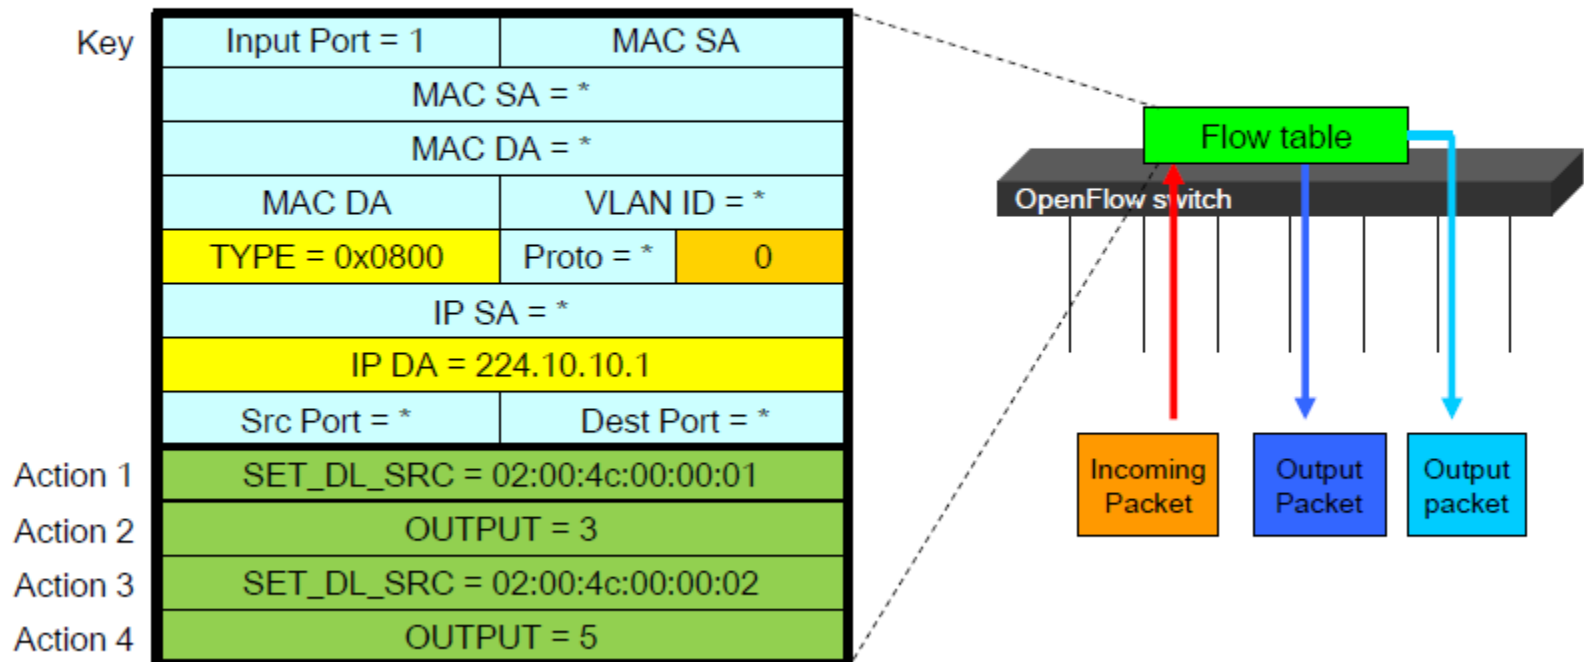 Key
Input Port = 1
MAC SA
MAC SA = *
MAC DA = *
MAC DA
VLAN ID = *
TYPE = 0x0800
Proto = *
0
IP SA = *
IP DA = 224.10.10.1
Src Port = *
Dest Port = *
Action 1
SET_DL_SRC = 02:00:4c:00:00:01
Action 2
OUTPUT = 3
Action 3
SET_DL_SRC = 02:00:4c:00:00:02
Action 4
OUTPUT = 5
Flow table
OpenFlow switch
Incoming
Packet
Output
Packet
Output
packet